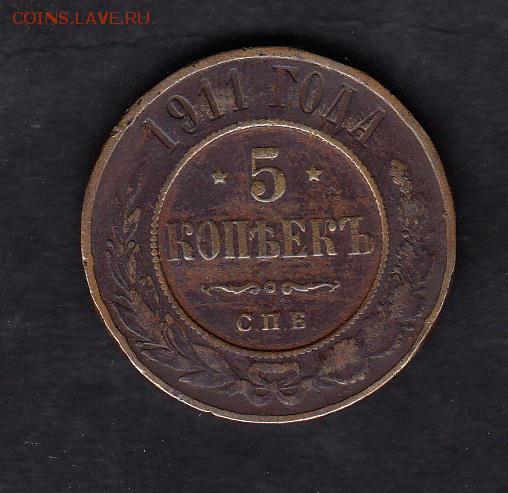 COINS.LAVE.RU
1911 ГОДА
5
КОПѢЕКЪ
СПБ